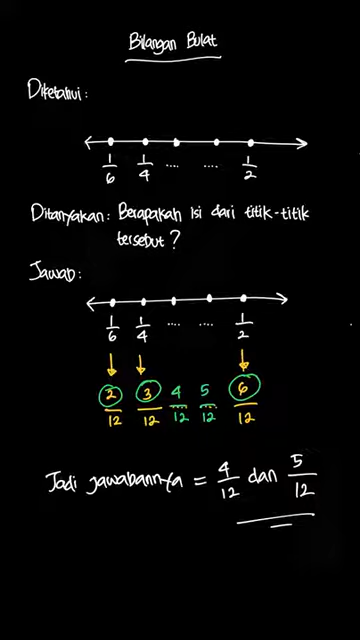 Bilangan Bulat
Diketahui:
1/6 1/4 .... .... 1/2
Ditanyakan: Berapakah isi dari titik-titik
tersebut?
Jawab:
1/6 1/4 .... .... 1/2
2/12 3/12 4/12 5/12 6/12
Jadi jawabannya = 4/12 dan 5/12